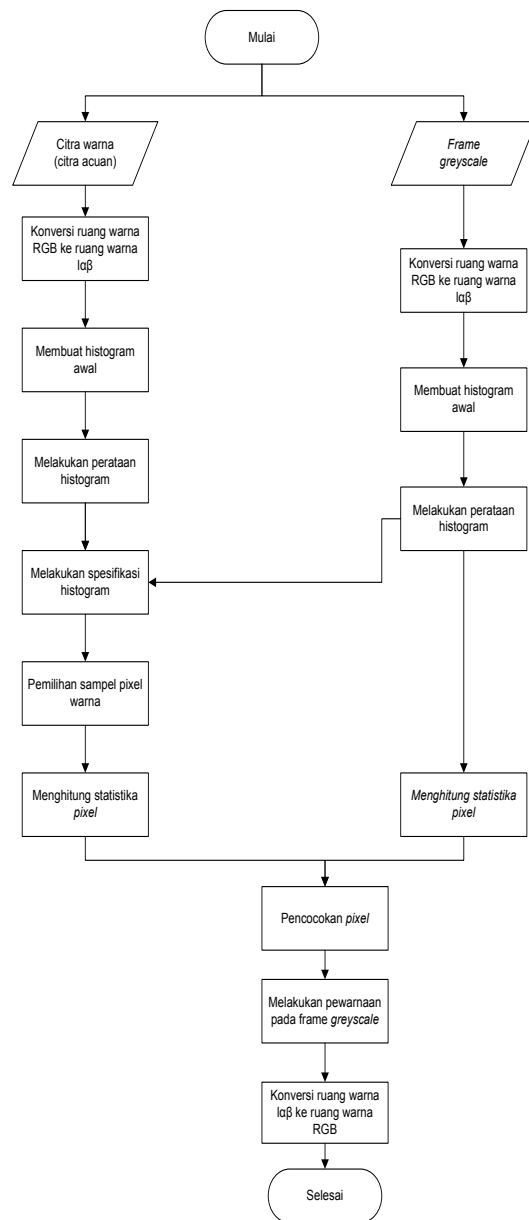 Mulai
Citra warna
(citra acuan)
Konversi ruang warna
RGB ke ruang warna
lαβ
Membuat histogram
awal
Melakukan perataan
histogram
Melakukan spesifikasi
histogram
Pemilihan sampel pixel
warna
Menghitung statistika
pixel
Frame
greyscale
Konversi ruang warna
RGB ke ruang warna
lαβ
Membuat histogram
awal
Melakukan perataan
histogram
Menghitung statistika
pixel
Pencocokan pixel
Melakukan pewarnaan
pada frame greyscale
Konversi ruang warna
lαβ ke ruang warna
RGB
Selesai